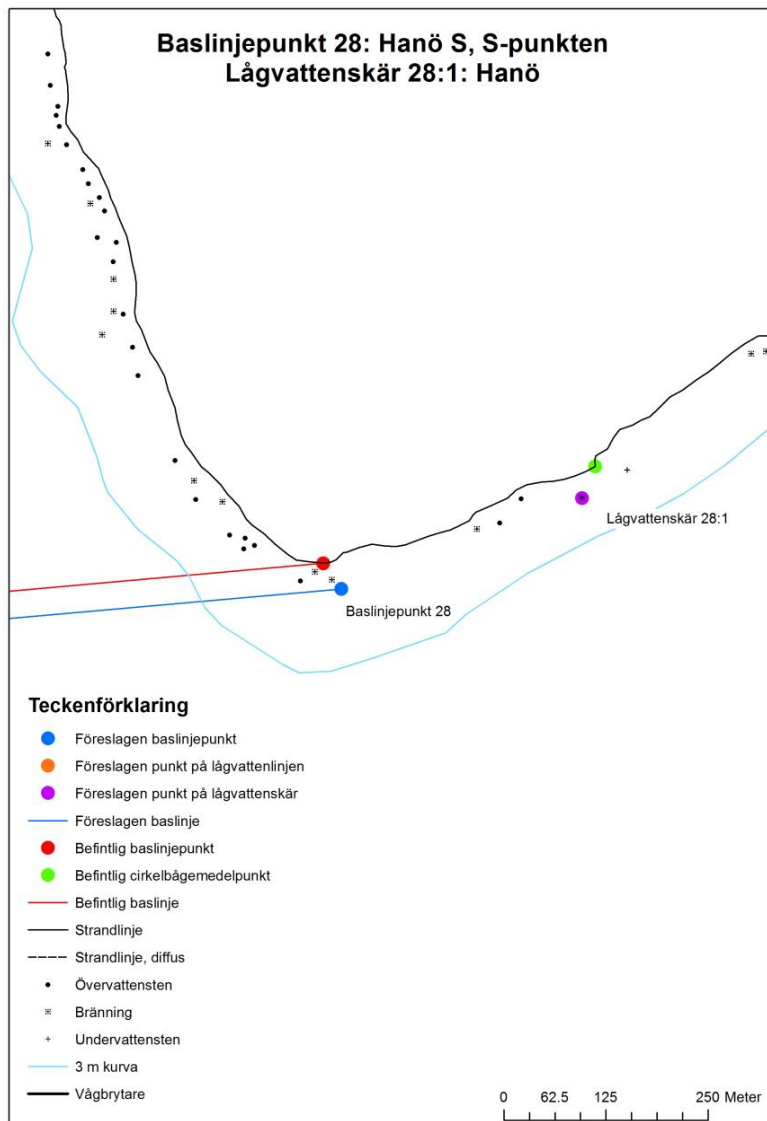 Baslinjepunkt 28: Hanö S, S-punkten
Lågvattenskär 28:1: Hanö
Lågvattenskär 28:1
Baslinjepunkt 28
Teckenförklaring
Föreslagen baslinjepunkt
Föreslagen punkt på lågvattenlinjen
Föreslagen punkt på lågvattenskär
Föreslagen baslinje
Befintlig baslinjepunkt
Befintlig cirkelbågemedelpunkt
Befintlig baslinje
Strandlinje
Strandlinje, diffus
Övervattensten
Bränning
Undervattensten
3 m kurva
Vågbrytare
0 62.5 125 250 Meter